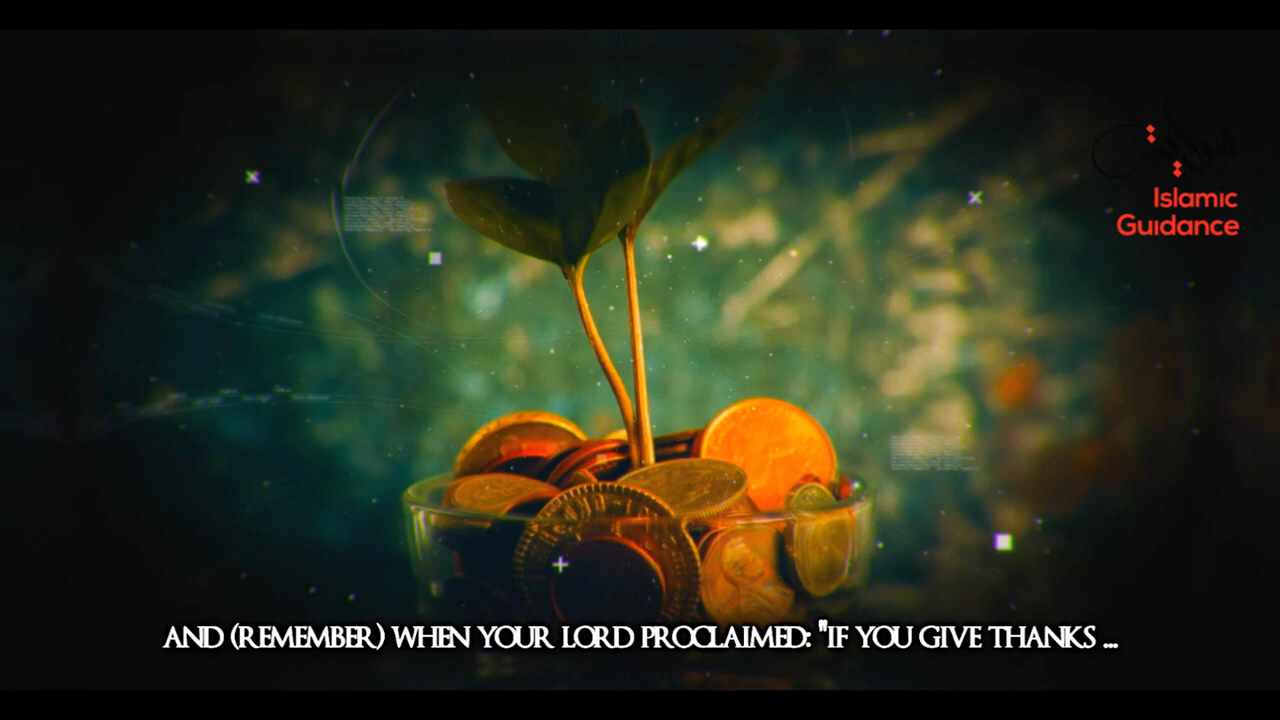 Islamic
Guidance
AND (REMEMBER) WHEN YOUR LORD PROCLAIMED: "IF YOU GIVE THANKS ...